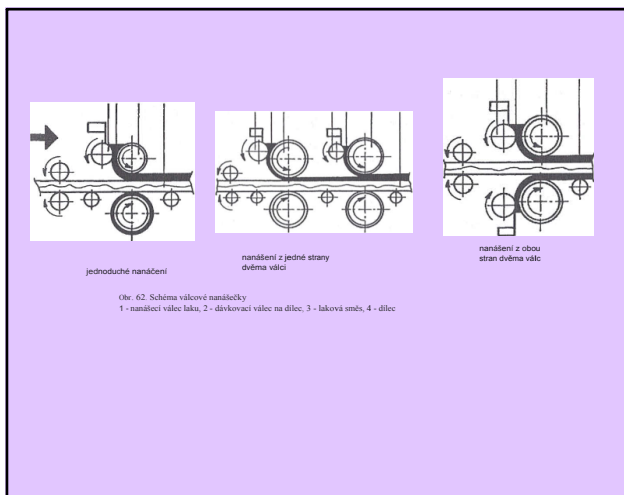 jednoduché nanáčení
nanášení z jedné strany
dvěma válci
nanášení z obou
stran dvěma válc
Obr. 62. Schéma válcové nanášečky
1 - nanášecí válec laku, 2 - dávkovací válec na dílec, 3 - laková směs, 4 - dílec